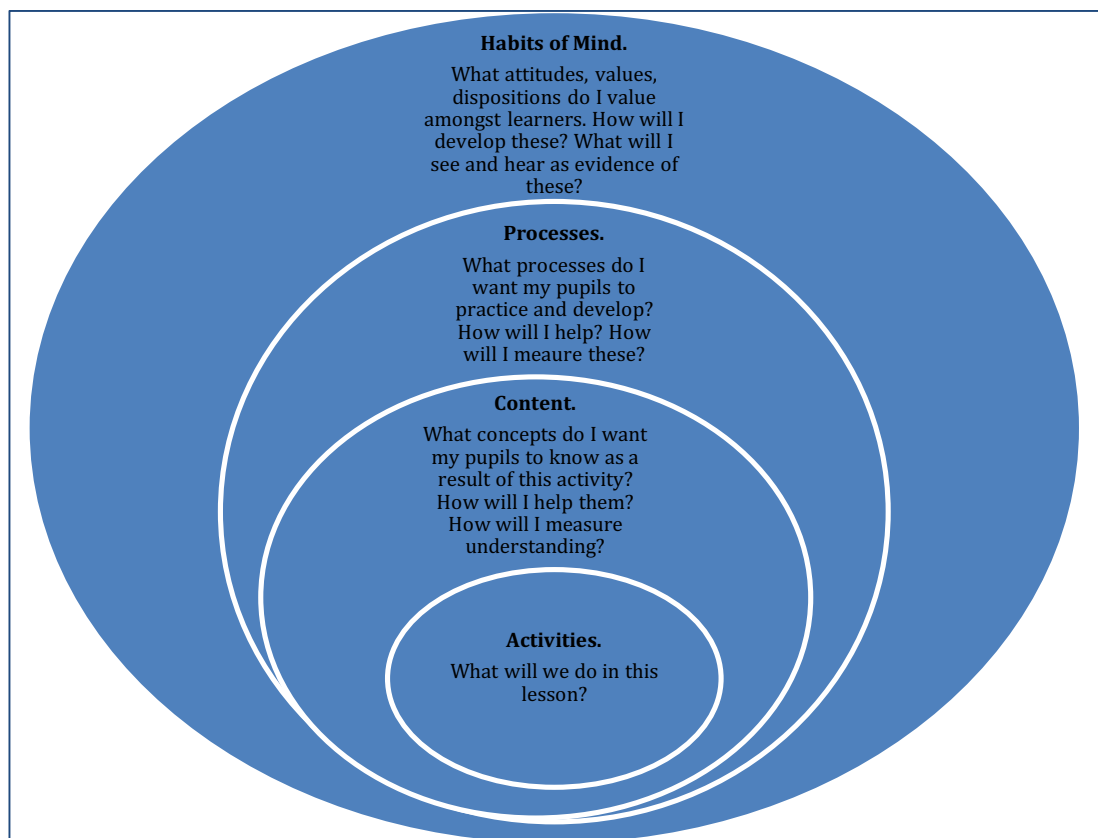 Habits of Mind.
What attitudes, values,
dispositions do I value
amongst learners. How will I
develop these? What will I
see and hear as evidence of
these?
Processes.
What processes do I
want my pupils to
practice and develop?
How will I help? How
will I meaure these?
Content.
What concepts do I want
my pupils to know as a
result of this activity?
How will I help them?
How will I measure
understanding?
Activities.
What will we do in this
lesson?